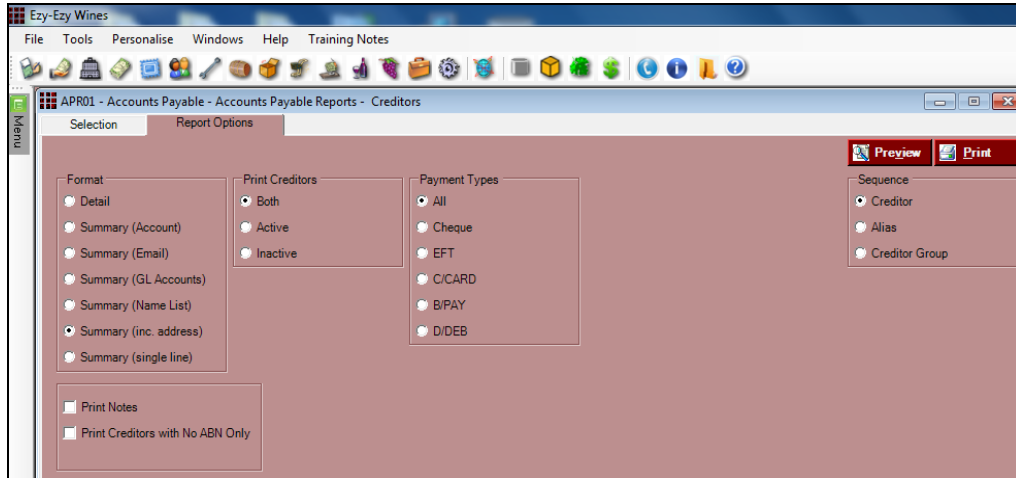 Ezy-Ezy Wines
File Tools Personalise Windows Help Training Notes
Menu
APR01 - Accounts Payable - Accounts Payable Reports - Creditors
Selection Report Options
Preview Print
Format
Detail
Summary (Account)
Summary (Email)
Summary (GL Accounts)
Summary (Name List)
Summary (inc. address)
Summary (single line)
Print Creditors
Both
Active
Inactive
Payment Types
All
Cheque
EFT
C/CARD
B/PAY
D/DEB
Sequence
Creditor
Alias
Creditor Group
Print Notes
Print Creditors with No ABN Only